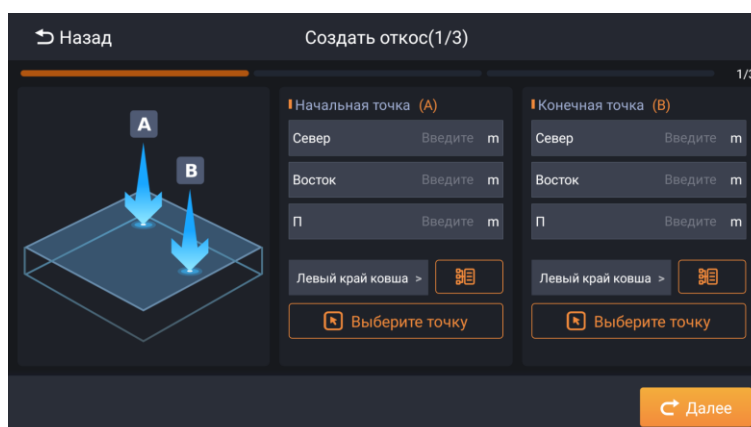 Назад
Создать откос(1/3)
1/3
A
B
Начальная точка (A)
Север Введите m
Восток Введите m
П Введите m
Левый край ковша >
Выберите точку
Конечная точка (B)
Север Введите m
Восток Введите m
П Введите m
Левый край ковша >
Выберите точку
Далее